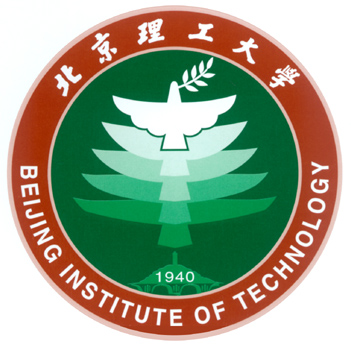 北京理工大學
1940
BEIJING INSTITUTE OF TECHNOLOGY